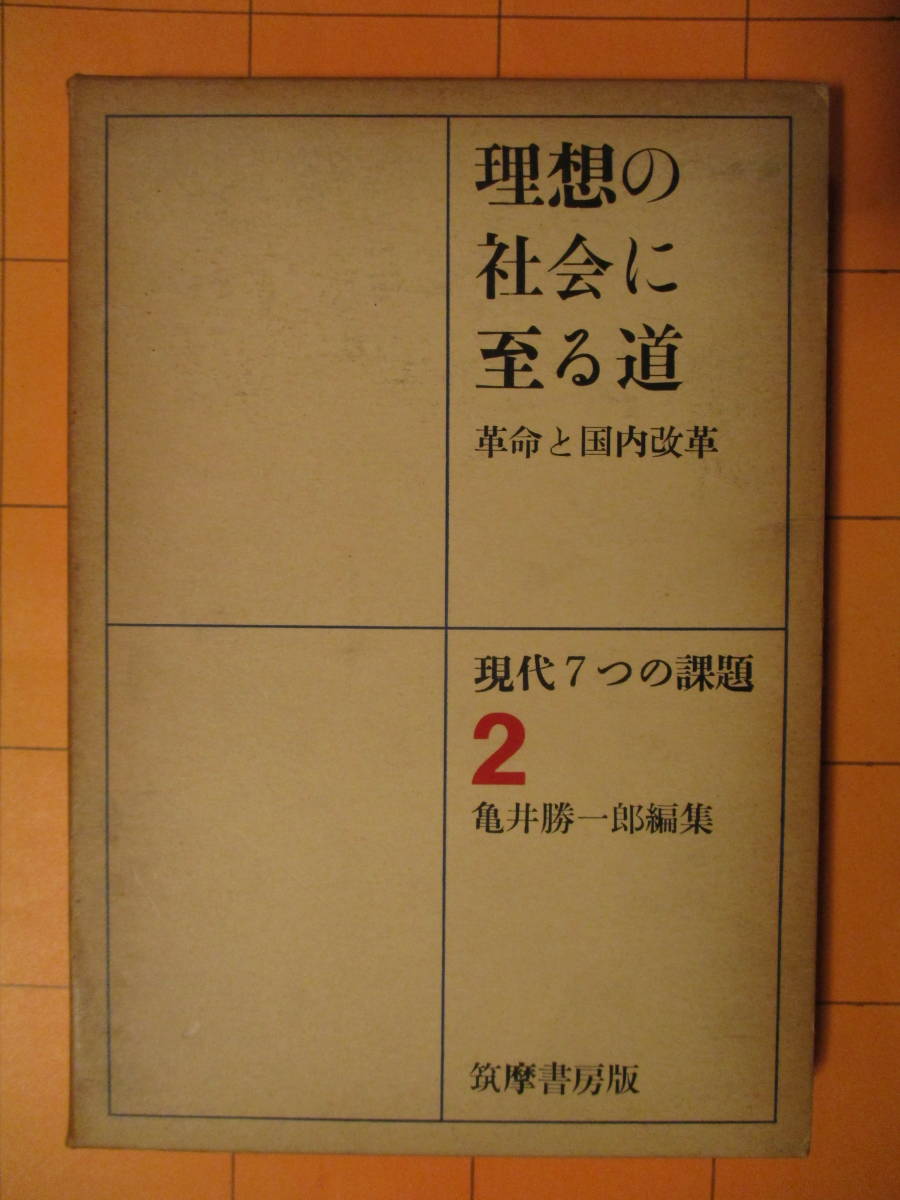 理想の
社会に
至る道
革命と国内改革
現代7つの課題
2
亀井勝一郎編集
筑摩書房版